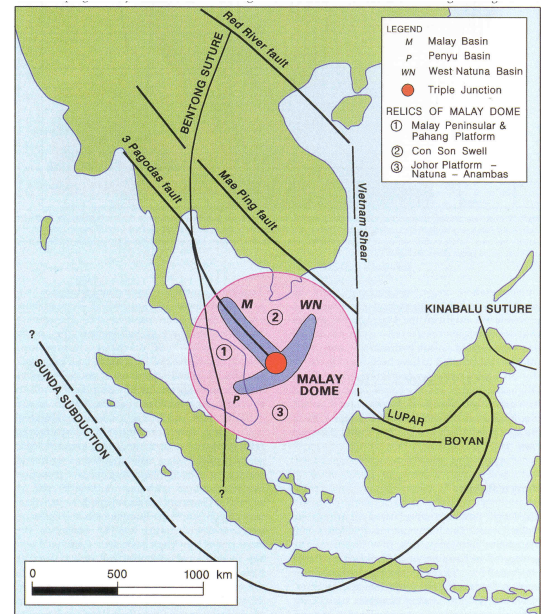 Red River fault
BENTONG SUTURE
3 Pagodas fault
Mae Ping fault
Vietnam Shear
LEGEND
M Malay Basin
P Penyu Basin
WN West Natuna Basin
Triple Junction
RELICS OF MALAY DOME
1 Malay Peninsular &
Pahang Platform
2 Con Son Swell
3 Johor Platform –
Natuna – Anambas
KINABALU SUTURE
M
WN
2
1
?
SUNDA SUBDUCTION
MALAY
DOME
P
3
LUPAR
BOYAN
?
0 500 1000 km